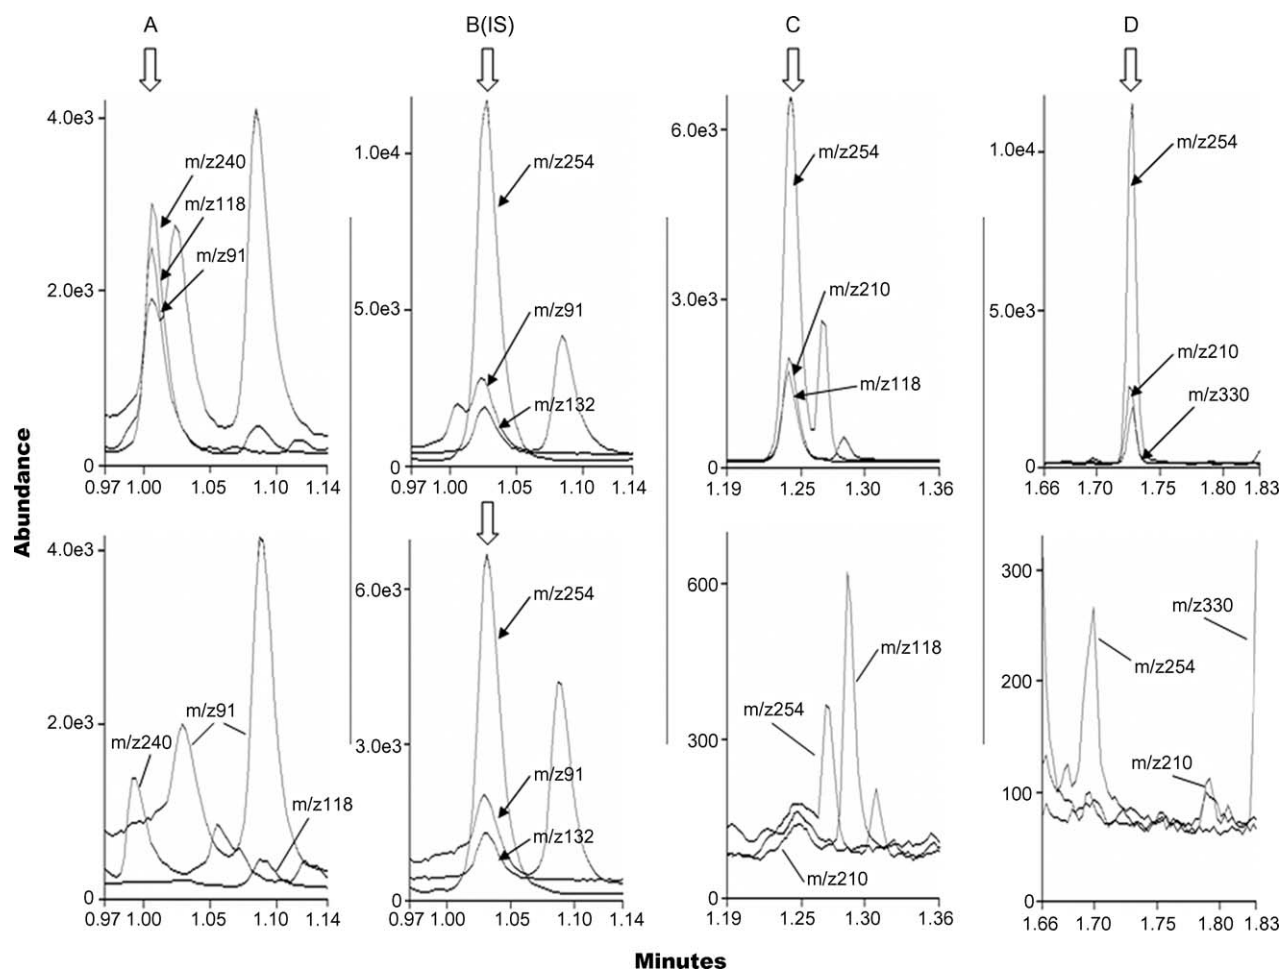 A B(IS) C D
4.0e3
2.0e3
0
m/z240
m/z118
m/z91
0.97 1.00 1.05 1.10 1.14
1.0e4
5.0e3
0
m/z254
m/z91
m/z132
0.97 1.00 1.05 1.10 1.14
6.0e3
3.0e3
0
m/z254
m/z210
m/z118
1.19 1.25 1.30 1.36
1.0e4
5.0e3
0
m/z254
m/z210
m/z330
1.66 1.70 1.75 1.80 1.83
Abundance
4.0e3
2.0e3
0
m/z91
m/z240
m/z118
0.97 1.00 1.05 1.10 1.14
6.0e3
3.0e3
0
m/z254
m/z91
m/z132
0.97 1.00 1.05 1.10 1.14
600
300
0
m/z118
m/z254
m/z210
1.19 1.25 1.30 1.36
300
200
100
0
m/z330
m/z254
m/z210
1.66 1.70 1.75 1.80 1.83
Minutes